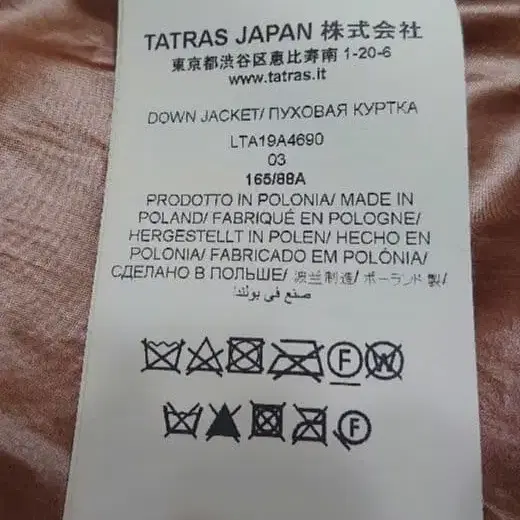 TATRAS JAPAN 株式会社
東京都渋谷区恵比寿南 1-20-6
www.tatras.it
DOWN JACKET/ ПУХОВАЯ КУРТКА
LTA19A4690
03
165/88A
PRODOTTO IN POLONIA/ MADE IN
POLAND/ FABRIQUÉ EN POLOGNE/
HERGESTELLT IN POLEN/ HECHO EN
POLONIA/ FABRICADO EM POLÓNIA/
СДЕЛАНО В ПОЛЬШЕ/ 波兰制造/ ポーランド製/
صنع في بولندا
F W
F